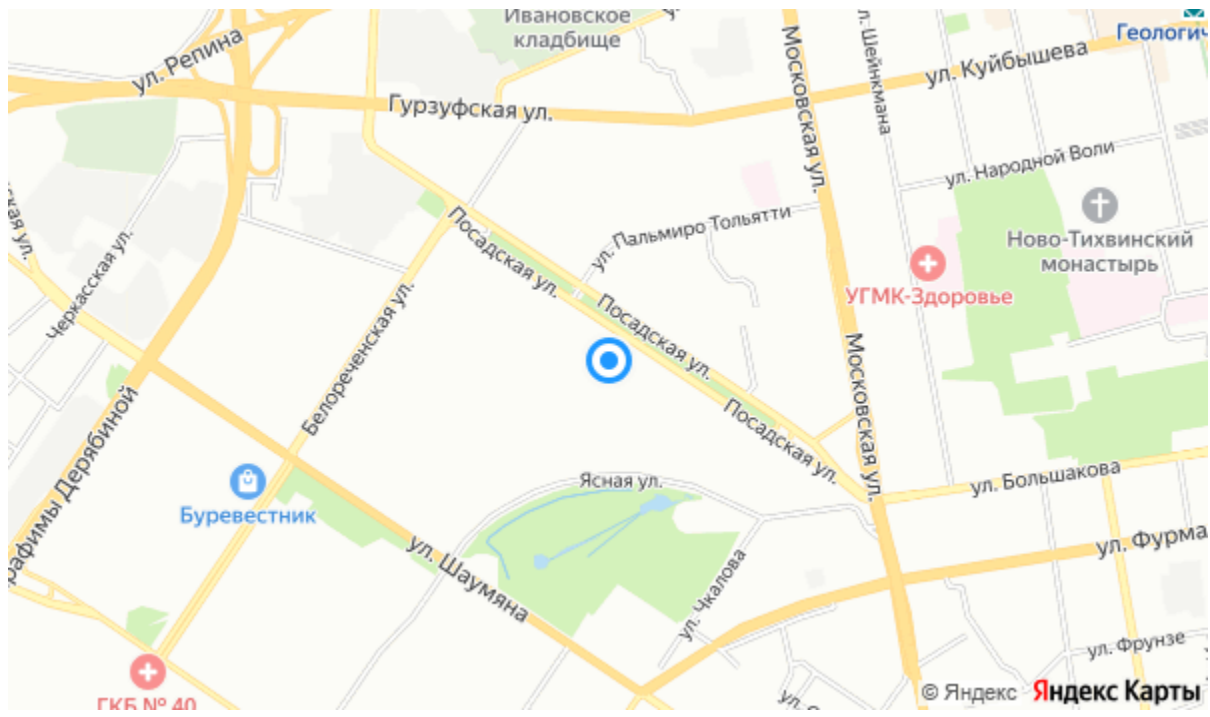 Ивановское
кладбище
ул. Репина
Гурзуфская ул.
Московская ул.
ул. Шейнкмана
ул. Куйбышева
Геологич
ул. Народной Воли
ул. Пальмиро Тольятти
Ново-Тихвинский
монастырь
УГМК-Здоровье
ская ул.
Черкасская ул.
Посадская ул.
Посадская ул.
Белореченская ул.
Московская ул.
Посадская ул.
рафимы Дерябиной
Буревестник
Ясная ул.
ул. Большакова
ул. Шаумяна
ул. Чкалова
ул. Фурма
ул. Фрунзе
ГКБ № 40
© Яндекс Яндекс Карты